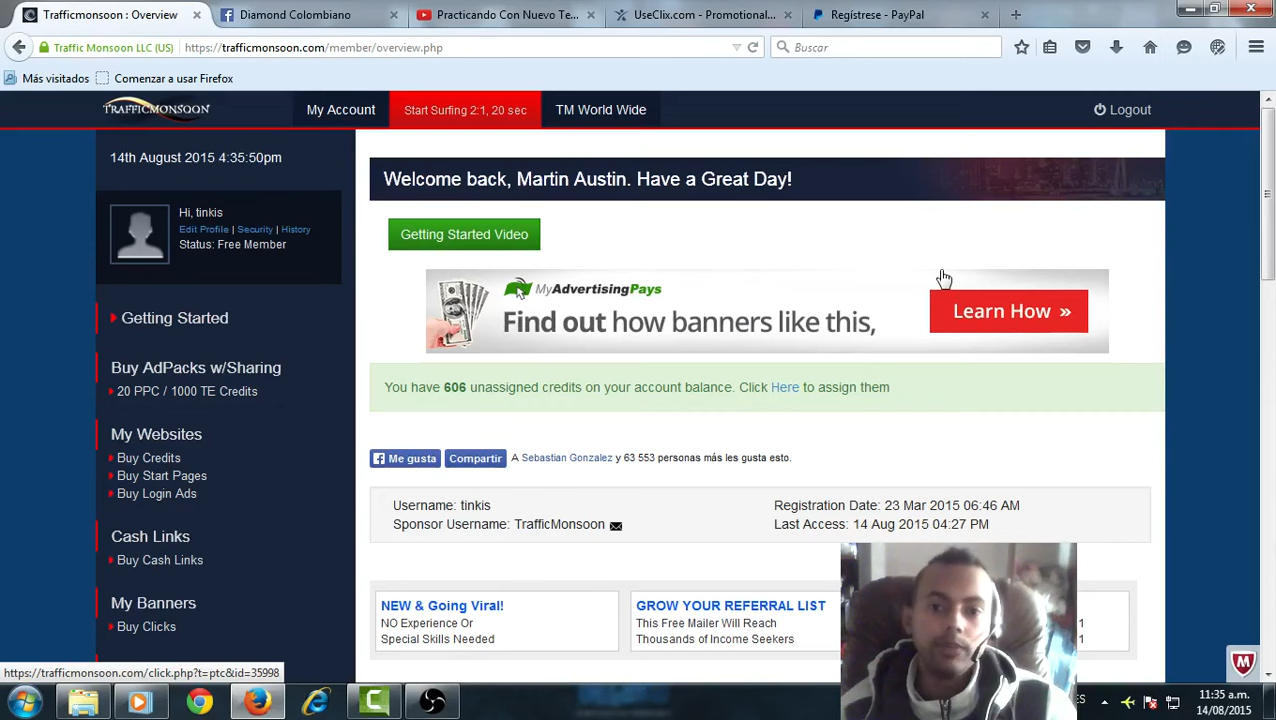 Trafficmonsoon : Overview
Diamond Colombiano
Practicando Con Nuevo Te...
UseClix.com - Promotional...
Regístrese - PayPal
Traffic Monsoon LLC (US)
https://trafficmonsoon.com/member/overview.php
Buscar
Más visitados
Comenzar a usar Firefox
TRAFFICMONSOON
My Account
Start Surfing 2:1, 20 sec
TM World Wide
Logout
14th August 2015 4:35:50pm
Welcome back, Martin Austin. Have a Great Day!
Hi, tinkis
Edit Profile | Security | History
Status: Free Member
Getting Started Video
MyAdvertisingPays
Find out how banners like this,
Learn How »
Getting Started
Buy AdPacks w/Sharing
20 PPC / 1000 TE Credits
You have 606 unassigned credits on your account balance. Click Here to assign them
My Websites
Buy Credits
Buy Start Pages
Buy Login Ads
Me gusta
Compartir
A Sebastian Gonzalez y 63 553 personas más les gusta esto.
Username: tinkis
Registration Date: 23 Mar 2015 06:46 AM
Sponsor Username: TrafficMonsoon
Last Access: 14 Aug 2015 04:27 PM
Cash Links
Buy Cash Links
My Banners
Buy Clicks
NEW & Going Viral!
NO Experience Or
Special Skills Needed
GROW YOUR REFERRAL LIST
This Free Mailer Will Reach
Thousands of Income Seekers
1
1
https://trafficmonsoon.com/click.php?t=ptc&id=35998
ES
11:35 a.m.
14/08/2015